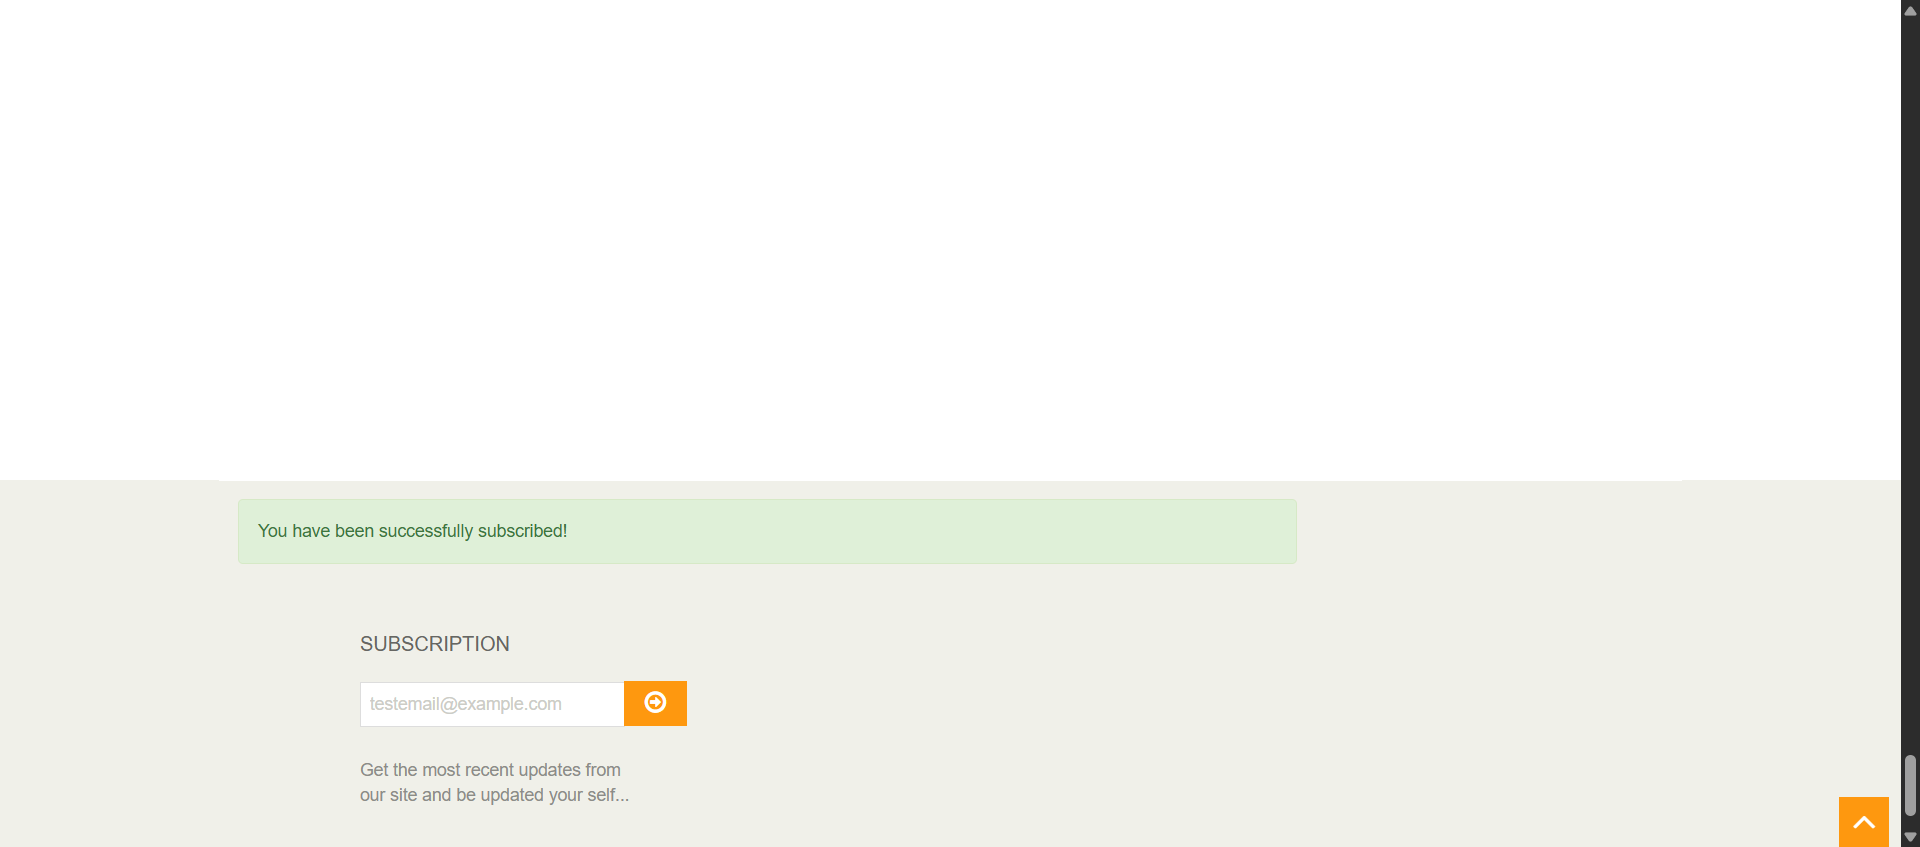 You have been successfully subscribed!
SUBSCRIPTION
testemail@example.com
Get the most recent updates from
our site and be updated your self...